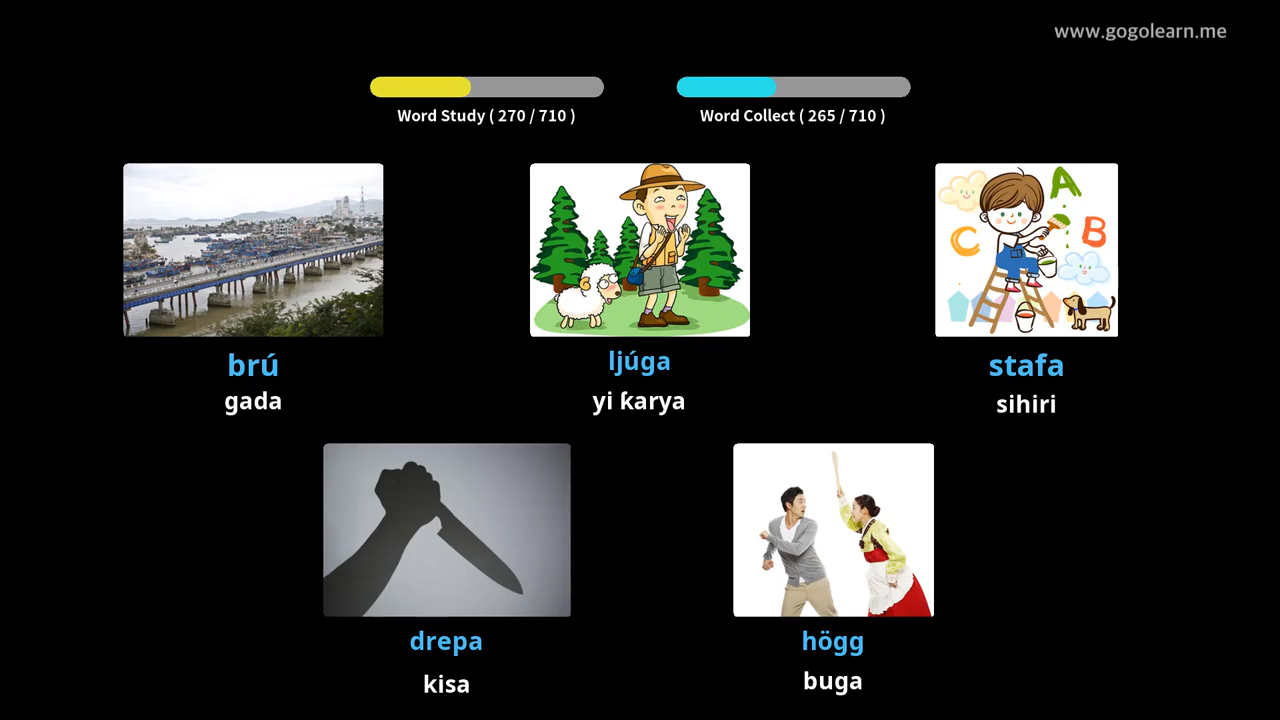 www.gogolearn.me
Word Study ( 270 / 710 )
Word Collect ( 265 / 710 )
brú
gada
ljúga
yi ƙarya
stafa
sihiri
A
B
C
drepa
kisa
högg
buga